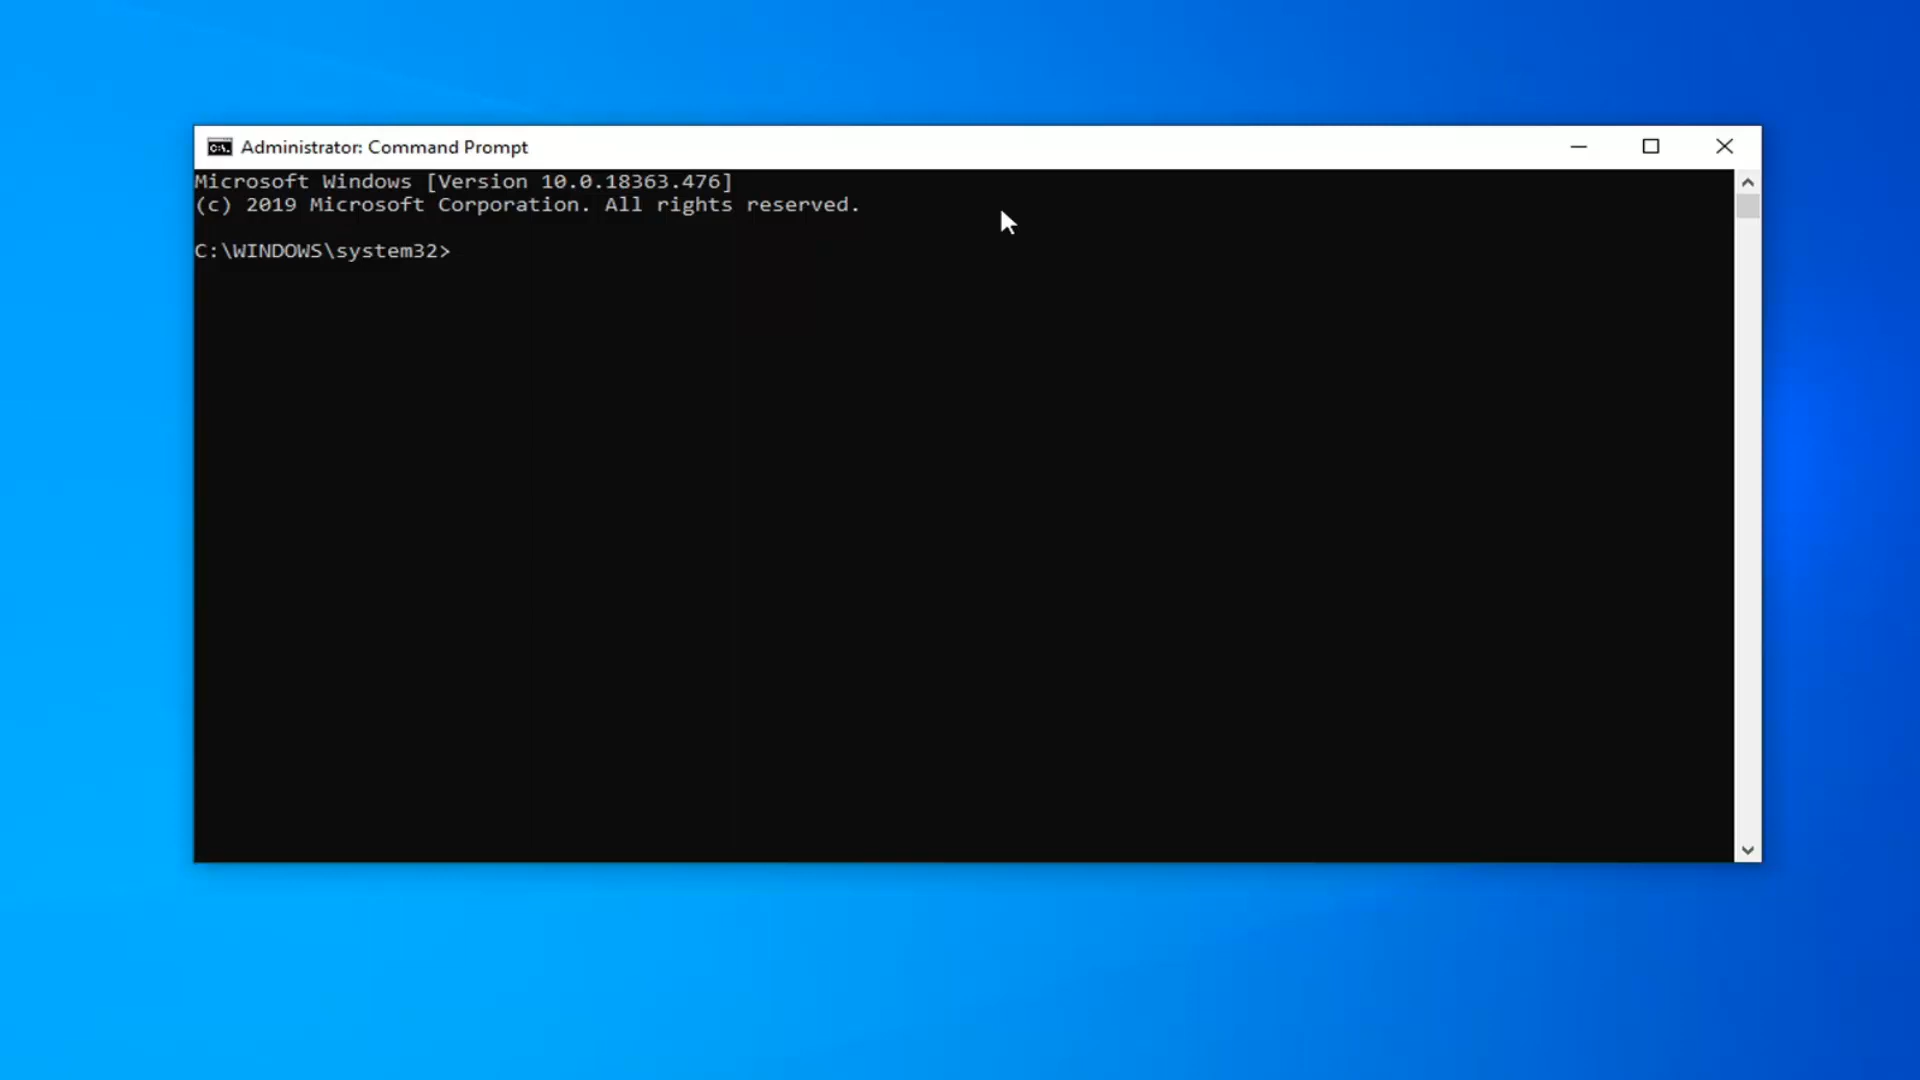 Administrator: Command Prompt
Microsoft Windows [Version 10.0.18363.476]
(c) 2019 Microsoft Corporation. All rights reserved.
C:\WINDOWS\system32>